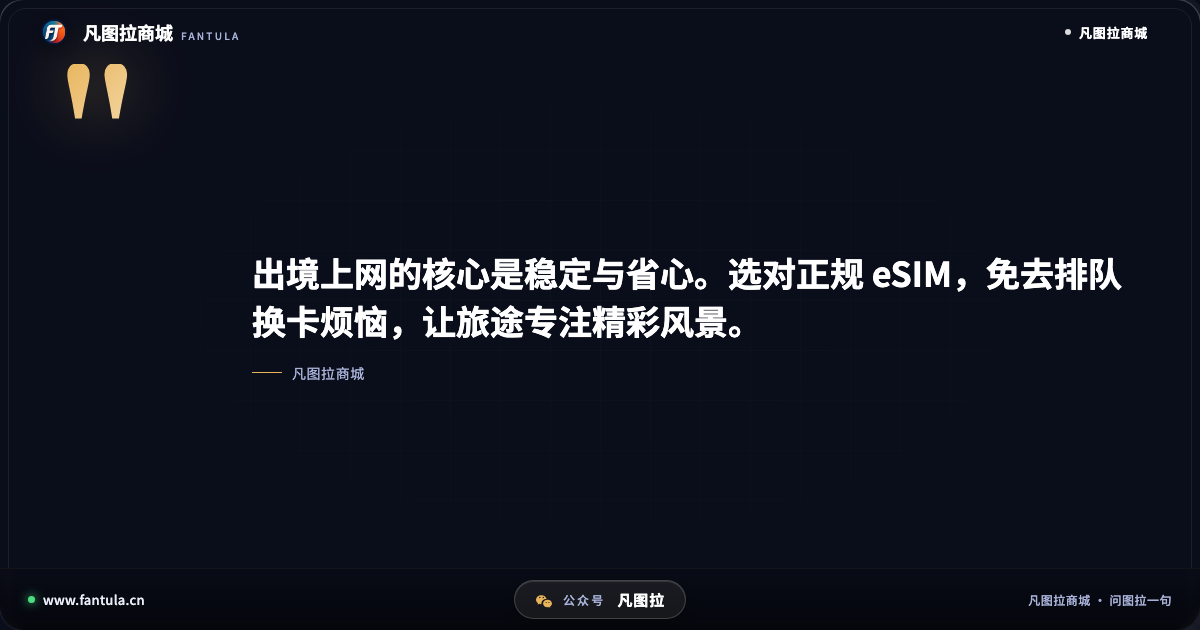 FT 凡图拉商城 FANTULA
凡图拉商城
"
出境上网的核心是稳定与省心。选对正规 eSIM，免去排队
换卡烦恼，让旅途专注精彩风景。
凡图拉商城
www.fantula.cn
公众号 凡图拉
凡图拉商城 · 问图拉一句